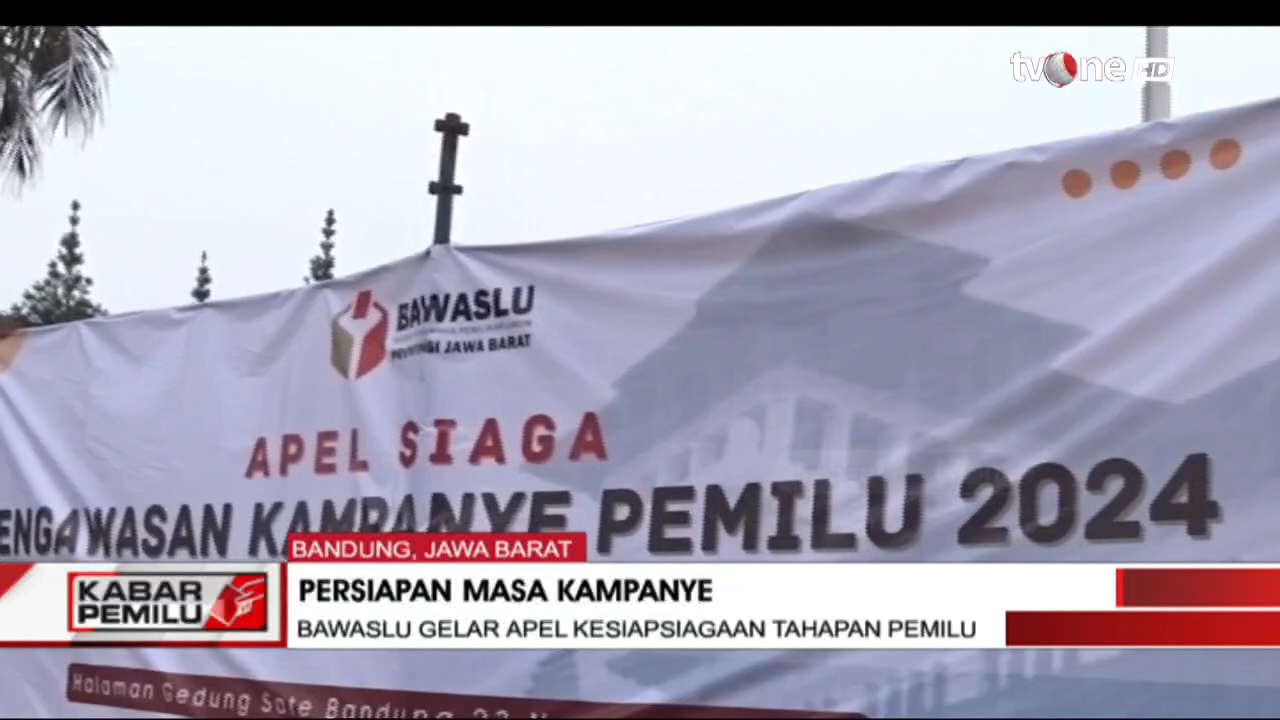 tvOne HD
BAWASLU
PROVINSI JAWA BARAT
APEL SIAGA
ENGAWASAN KAMPANYE PEMILU 2024
BANDUNG, JAWA BARAT
KABAR
PEMILU
PERSIAPAN MASA KAMPANYE
BAWASLU GELAR APEL KESIAPSIAGAAN TAHAPAN PEMILU
Halaman Gedung Sate Bandung, 23 N